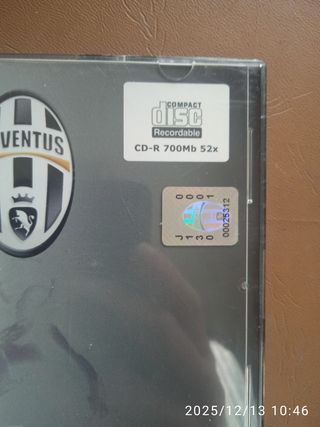 VENTUS
COMPACT
disc
Recordable
CD-R 700Mb 52x
J 0001
J130
00025312
2025/12/13 10:46